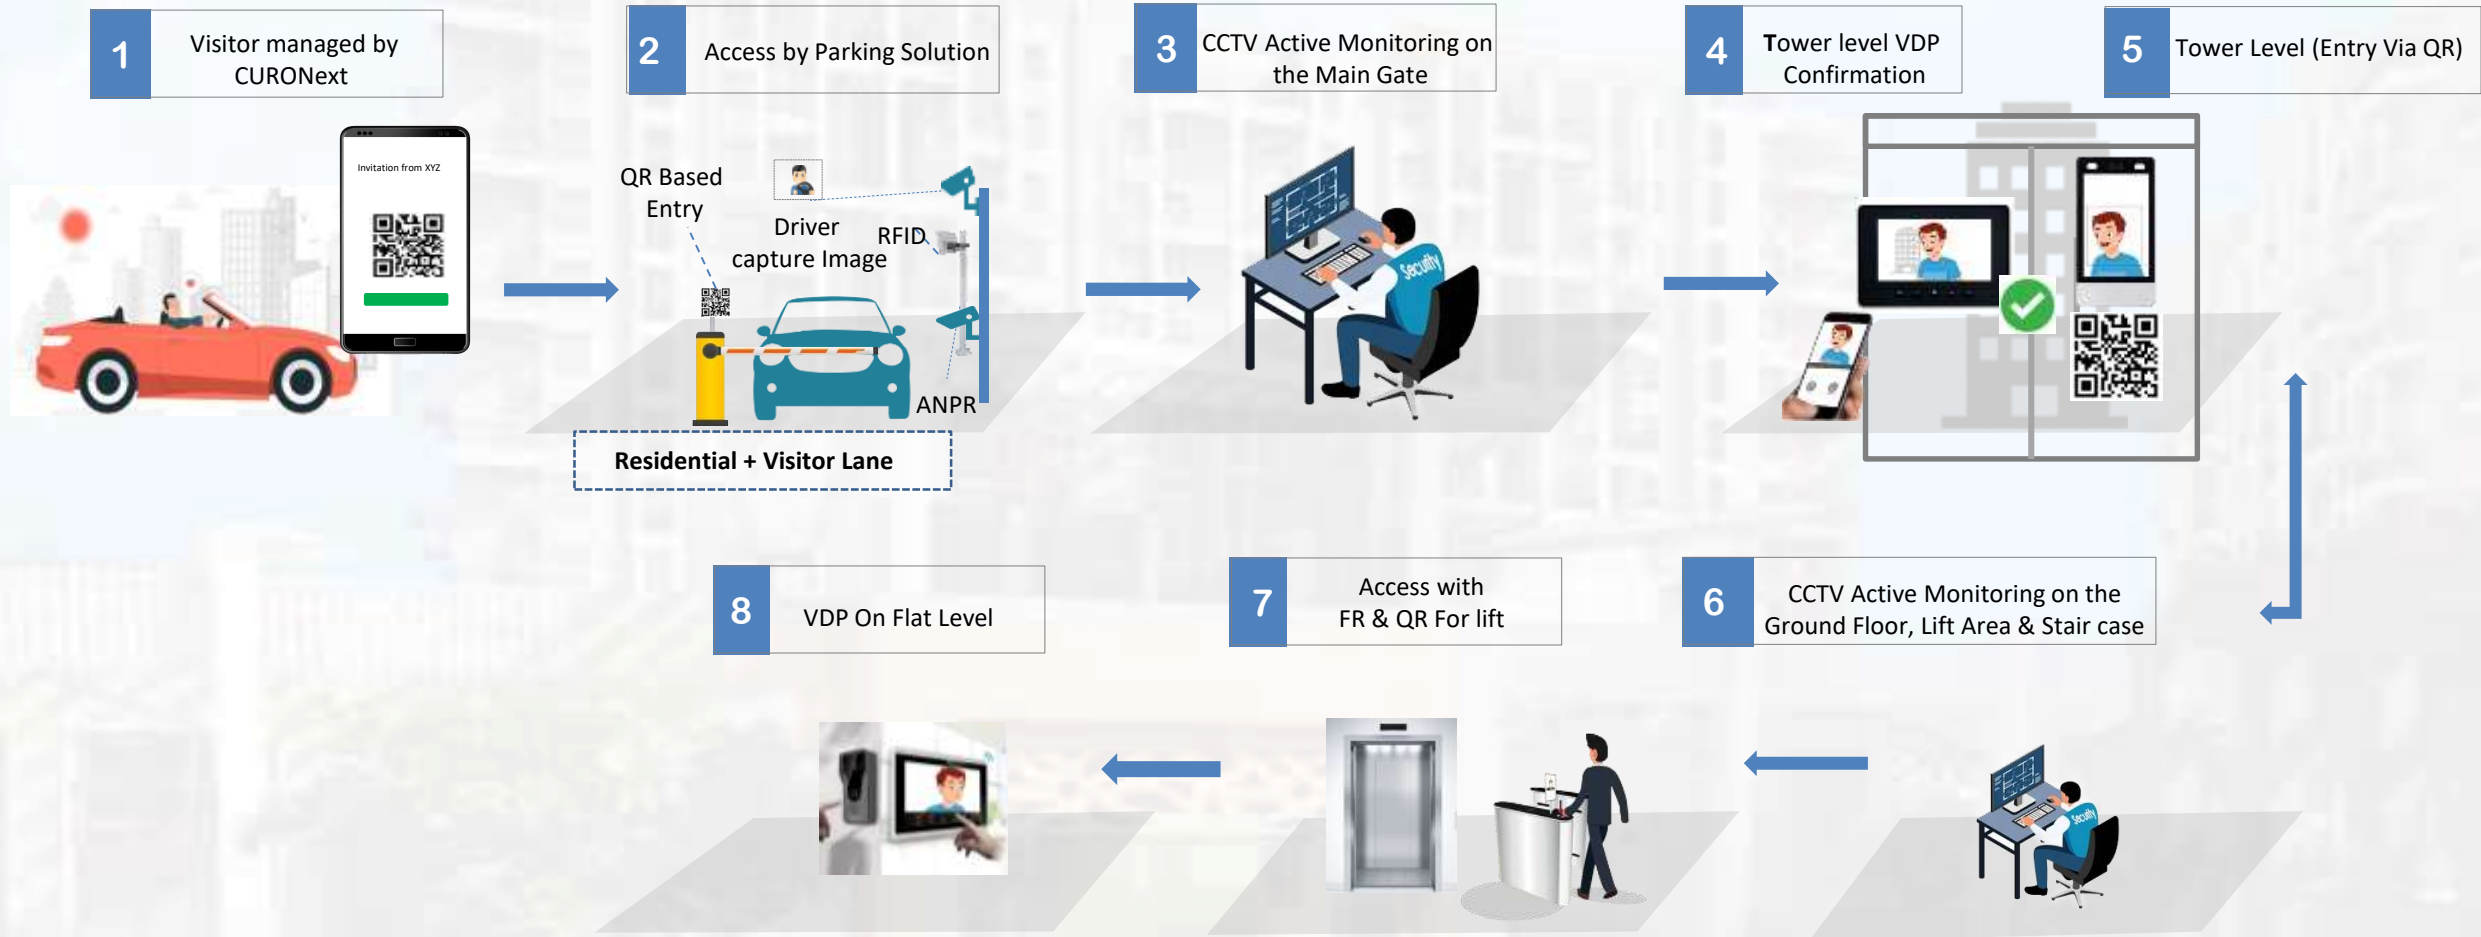 1
Visitor managed by
CURONext
2
Access by Parking Solution
3
CCTV Active Monitoring on
the Main Gate
4
Tower level VDP
Confirmation
5
Tower Level (Entry Via QR)
Invitation from XYZ
QR Based
Entry
Driver
capture Image
RFID
ANPR
Residential + Visitor Lane
Security
8
VDP On Flat Level
7
Access with
FR & QR For lift
6
CCTV Active Monitoring on the
Ground Floor, Lift Area & Stair case
Security